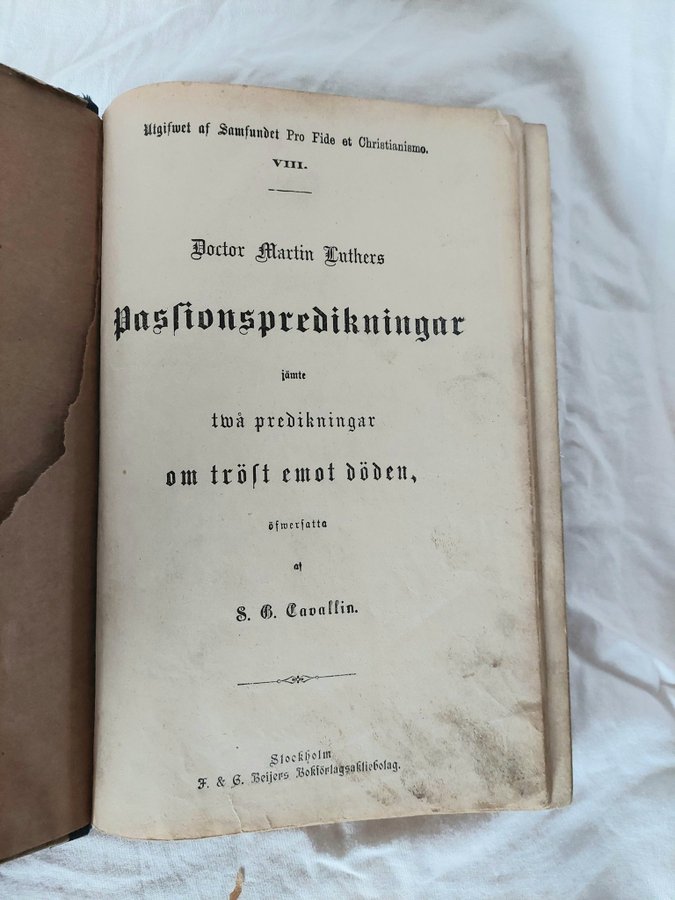 Utgifwet af Samfundet Pro Fide et Christianismo.
VIII.
Doctor Martin Luthers
Passionspredikningar
jämte
twå predikningar
om tröst emot döden,
öfwersatta
af
S. G. Cavallin.
Stockholm
F. & G. Beijers Bokförlagsaktiebolag.